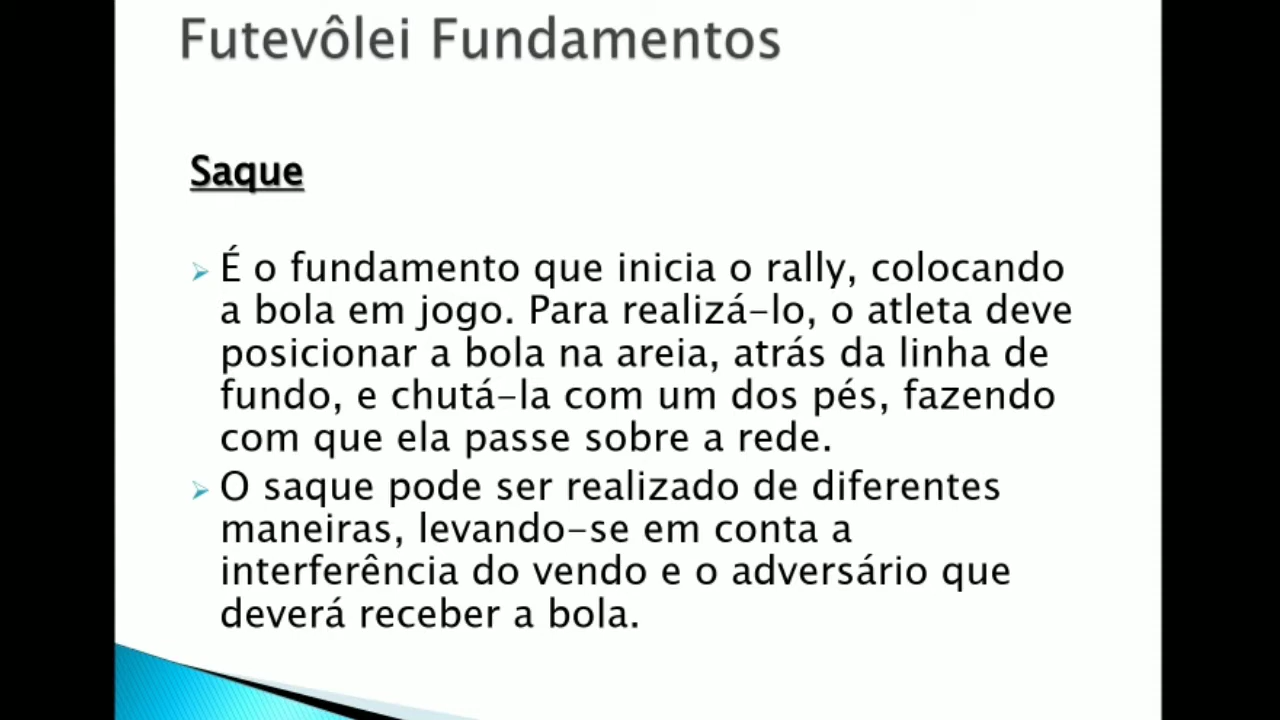 Futevôlei Fundamentos
Saque
É o fundamento que inicia o rally, colocando
a bola em jogo. Para realizá-lo, o atleta deve
posicionar a bola na areia, atrás da linha de
fundo, e chutá-la com um dos pés, fazendo
com que ela passe sobre a rede.
O saque pode ser realizado de diferentes
maneiras, levando-se em conta a
interferência do vendo e o adversário que
deverá receber a bola.